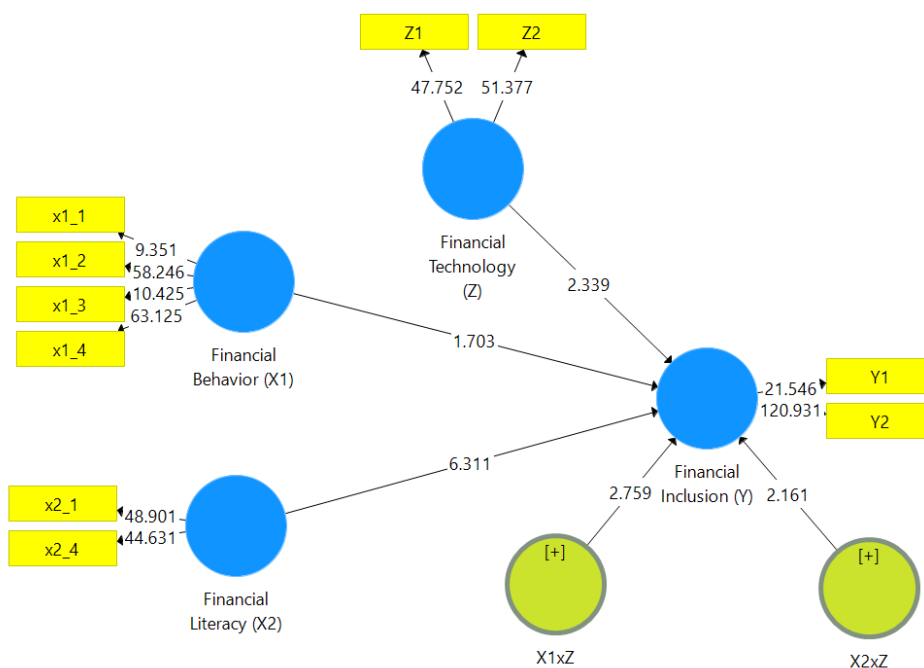 Z1
Z2
47.752
51.377
Financial
Technology
(Z)
2.339
x1_1
x1_2
x1_3
x1_4
9.351
58.246
10.425
63.125
Financial
Behavior (X1)
1.703
Y1
Y2
21.546
120.931
Financial
Inclusion (Y)
x2_1
x2_4
48.901
44.631
Financial
Literacy (X2)
6.311
2.759
2.161
[+]
X1xZ
[+]
X2xZ